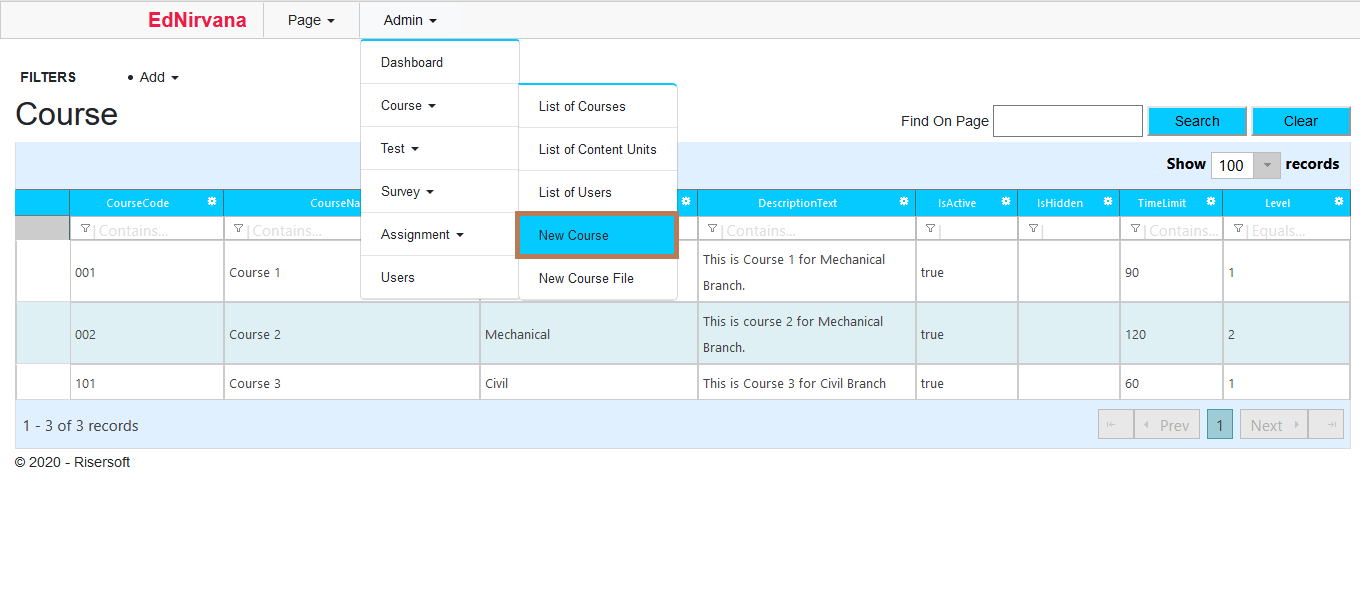 EdNirvana Page Admin
FILTERS • Add
Dashboard
Course
Test
Survey
Assignment
Users
List of Courses
List of Content Units
List of Users
New Course
New Course File
Course
Find On Page Search Clear
Show 100 records
CourseCode CourseNa DescriptionText IsActive IsHidden TimeLimit Level
Contains... Contains... Contains... Contains... Equals...
001 Course 1 This is Course 1 for Mechanical Branch. true 90 1
002 Course 2 Mechanical This is course 2 for Mechanical Branch. true 120 2
101 Course 3 Civil This is Course 3 for Civil Branch true 60 1
1 - 3 of 3 records Prev 1 Next
© 2020 - Risersoft